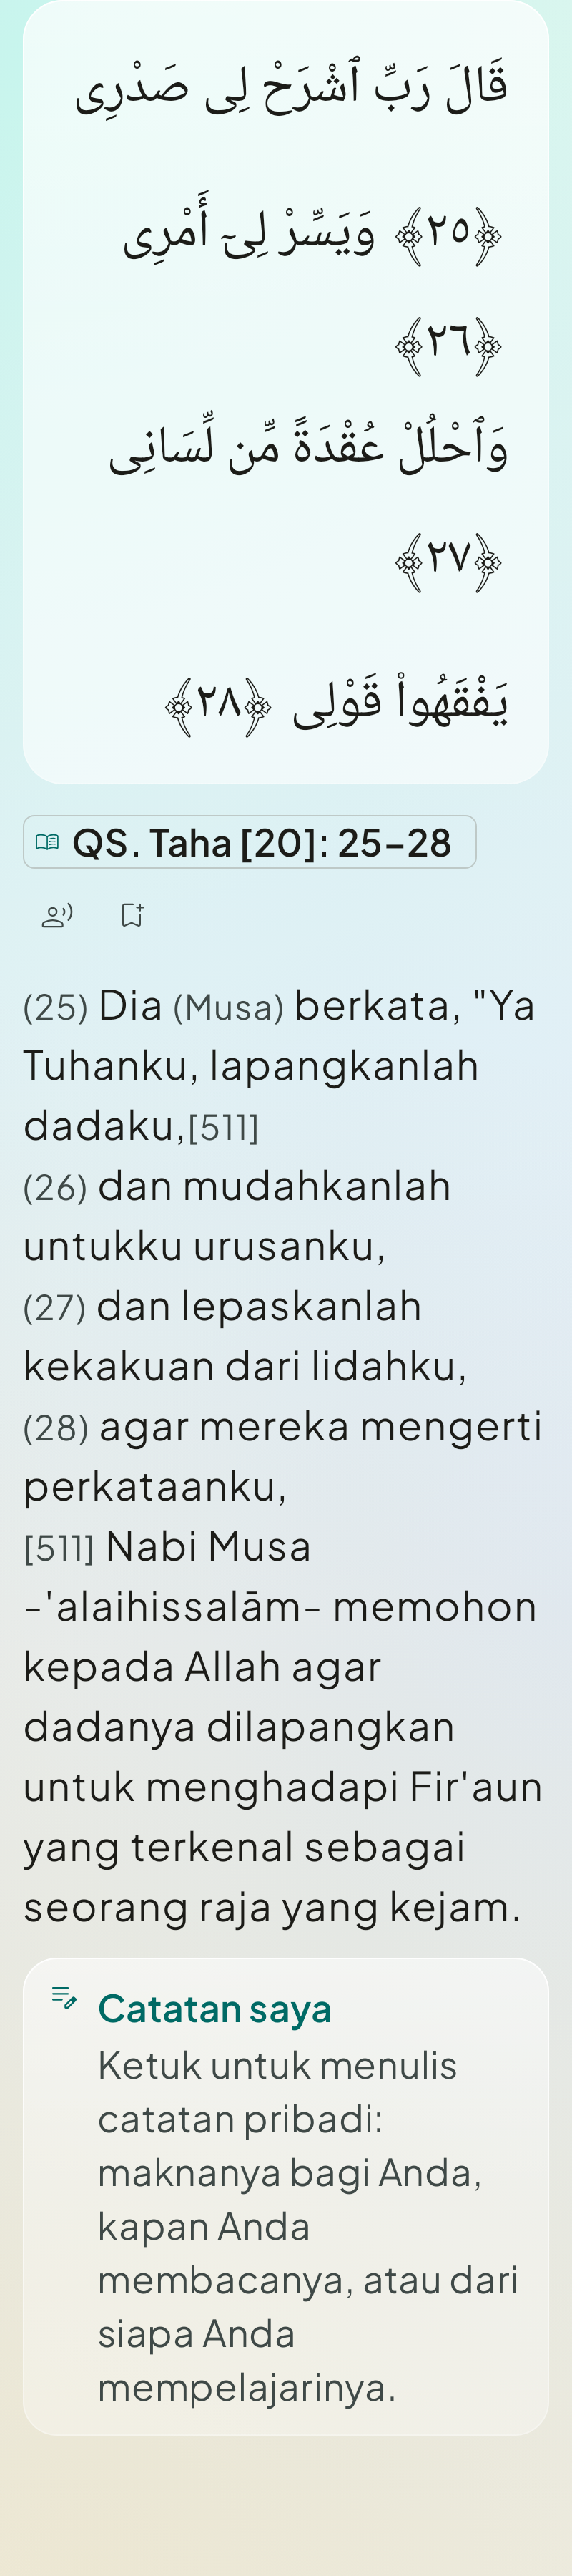 قَالَ رَبِّ ٱشْرَحْ لِى صَدْرِى
﴿٢٥﴾ وَيَسِّرْ لِىٓ أَمْرِى
﴿٢٦﴾
وَٱحْلُلْ عُقْدَةً مِّن لِّسَانِى
﴿٢٧﴾
يَفْقَهُوا۟ قَوْلِى ﴿٢٨﴾
QS. Taha [20]: 25–28
(25) Dia (Musa) berkata, "Ya
Tuhanku, lapangkanlah
dadaku,[511]
(26) dan mudahkanlah
untukku urusanku,
(27) dan lepaskanlah
kekakuan dari lidahku,
(28) agar mereka mengerti
perkataanku,
[511] Nabi Musa
-'alaihissalām- memohon
kepada Allah agar
dadanya dilapangkan
untuk menghadapi Fir'aun
yang terkenal sebagai
seorang raja yang kejam.
Catatan saya
Ketuk untuk menulis
catatan pribadi:
maknanya bagi Anda,
kapan Anda
membacanya, atau dari
siapa Anda
mempelajarinya.